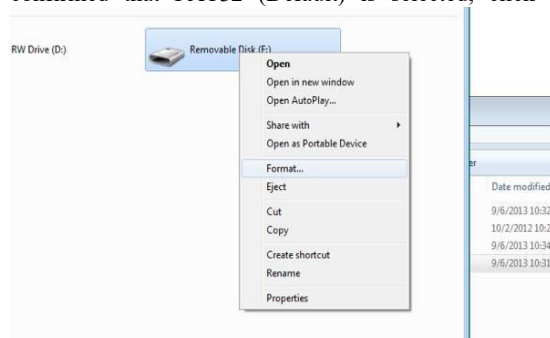 RW Drive (D:)
Removable Disk (F:)
Open
Open in new window
Open AutoPlay...
Share with
Open as Portable Device
Format...
Eject
Cut
Copy
Create shortcut
Rename
Properties
er
Date modified
9/6/2013 10:32
10/2/2012 10:2
9/6/2013 10:34
9/6/2013 10:31